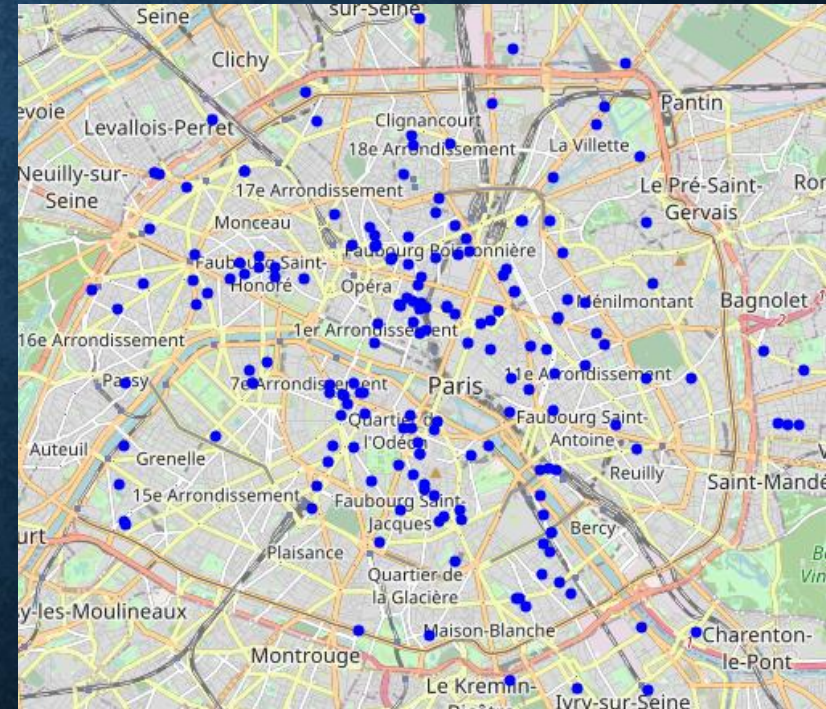 sur-Seine
Seine
Clichy
Pantin
Levallois-Perret
Clignancourt
18e Arrondissement
La Villette
Neuilly-sur-
Seine
17e Arrondissement
Le Pré-Saint-
Gervais
Monceau
Faubourg Poissonnière
Faubourg Saint-
Honoré
Opéra
Ménilmontant
Bagnolet
1er Arrondissement
16e Arrondissement
Passy
7e Arrondissement
Paris
11e Arrondissement
Quartier de
l'Odéon
Faubourg Saint-
Antoine
Auteuil
Grenelle
Reuilly
Saint-Mandé
15e Arrondissement
Faubourg Saint-
Jacques
Bercy
Plaisance
Quartier de
la Glacière
sy-les-Moulineaux
Maison-Blanche
Charenton-
le-Pont
Montrouge
Le Kremlin-
Ivry-sur-Seine